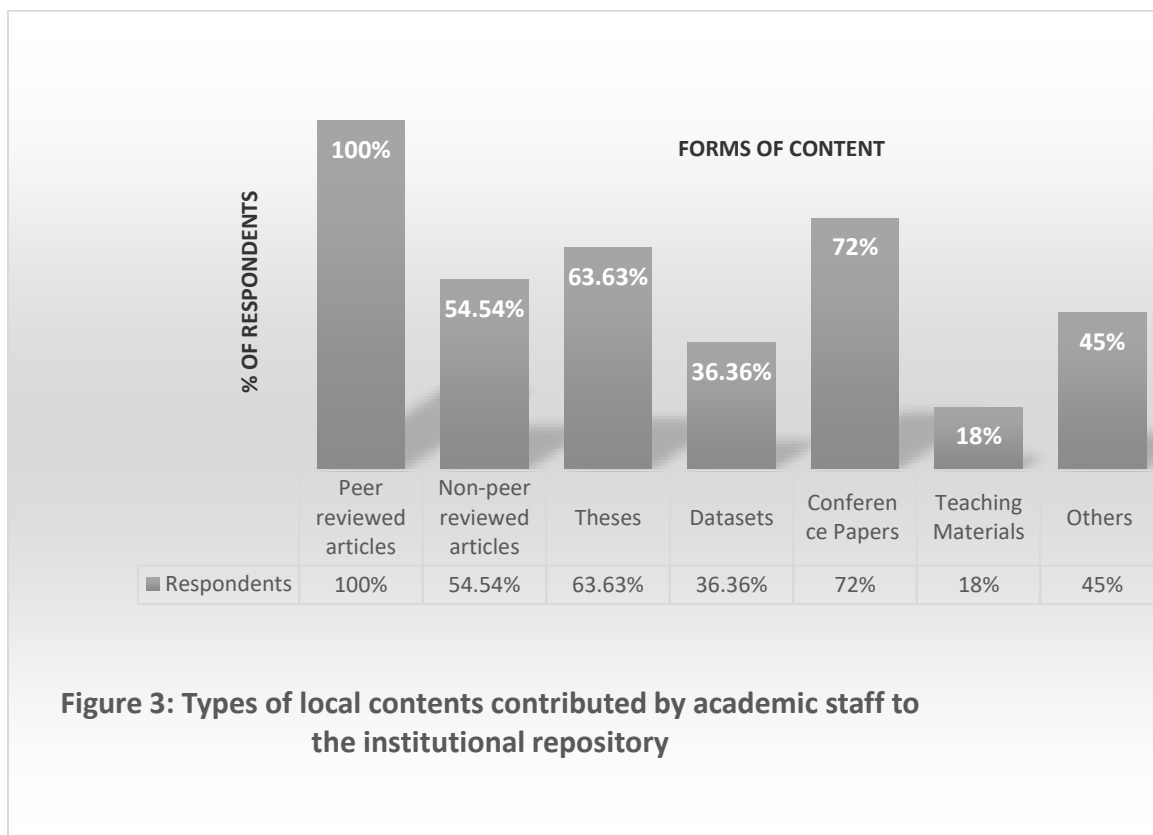 FORMS OF CONTENT
% OF RESPONDENTS
100%
54.54%
63.63%
36.36%
72%
18%
45%
Peer
reviewed
articles
Non-peer
reviewed
articles
Theses
Datasets
Conferen
ce Papers
Teaching
Materials
Others
Respondents 100% 54.54% 63.63% 36.36% 72% 18% 45%
Figure 3: Types of local contents contributed by academic staff to
the institutional repository